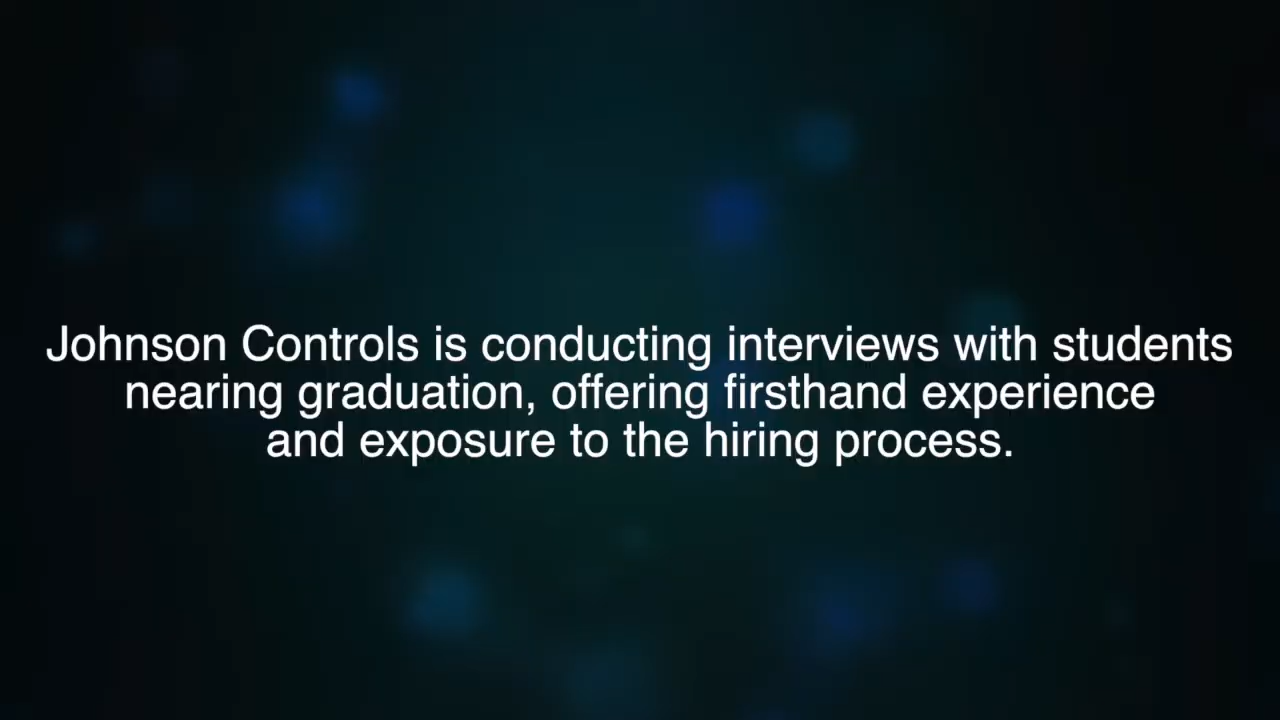 Johnson Controls is conducting interviews with students
nearing graduation, offering firsthand experience
and exposure to the hiring process.